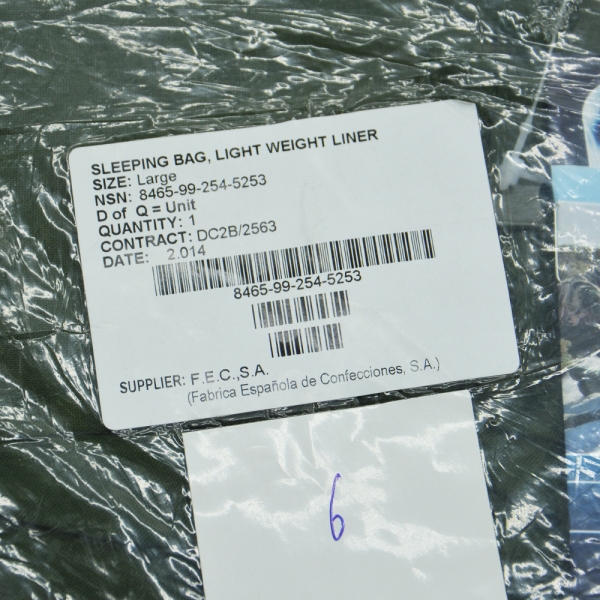 SLEEPING BAG, LIGHT WEIGHT LINER
SIZE: Large
NSN: 8465-99-254-5253
D of Q = Unit
QUANTITY: 1
CONTRACT: DC2B/2563
DATE: 2.014
8465-99-254-5253
SUPPLIER: F.E.C.,S.A.
(Fabrica Española de Confecciones, S.A.)
6